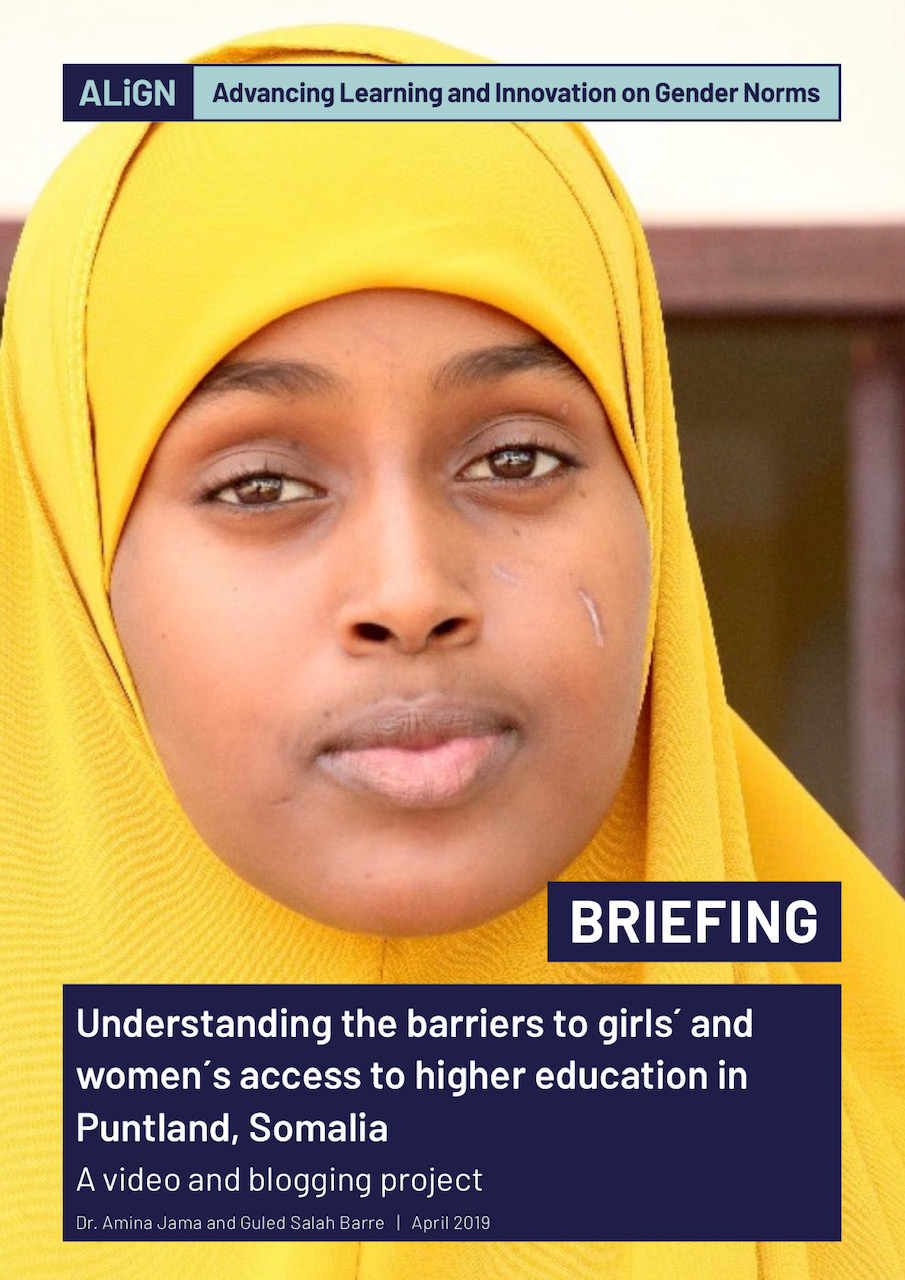 ALiGN Advancing Learning and Innovation on Gender Norms
BRIEFING
Understanding the barriers to girls´ and
women´s access to higher education in
Puntland, Somalia
A video and blogging project
Dr. Amina Jama and Guled Salah Barre | April 2019